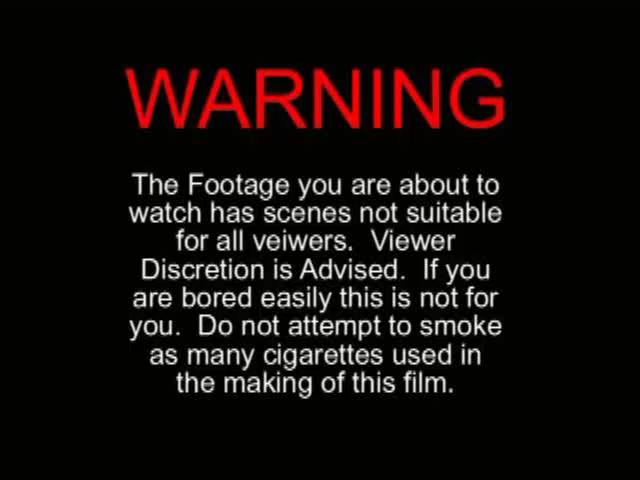 WARNING
The Footage you are about to
watch has scenes not suitable
for all veiwers.  Viewer
Discretion is Advised.  If you
are bored easily this is not for
you.  Do not attempt to smoke
as many cigarettes used in
the making of this film.